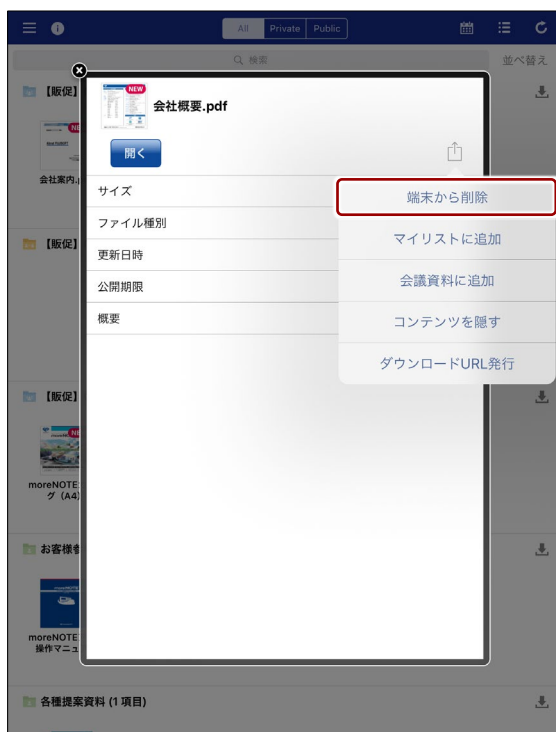 All Private Public
検索
並べ替え
【販促】
NEW
会社概要.pdf
開く
会社案内.
サイズ
端末から削除
ファイル種別
マイリストに追加
【販促】
更新日時
会議資料に追加
公開期限
コンテンツを隠す
概要
ダウンロードURL発行
【販促】
moreNOTE
グ（A4）
お客様
moreNOTE
操作マニュ
各種提案資料 (1 項目)